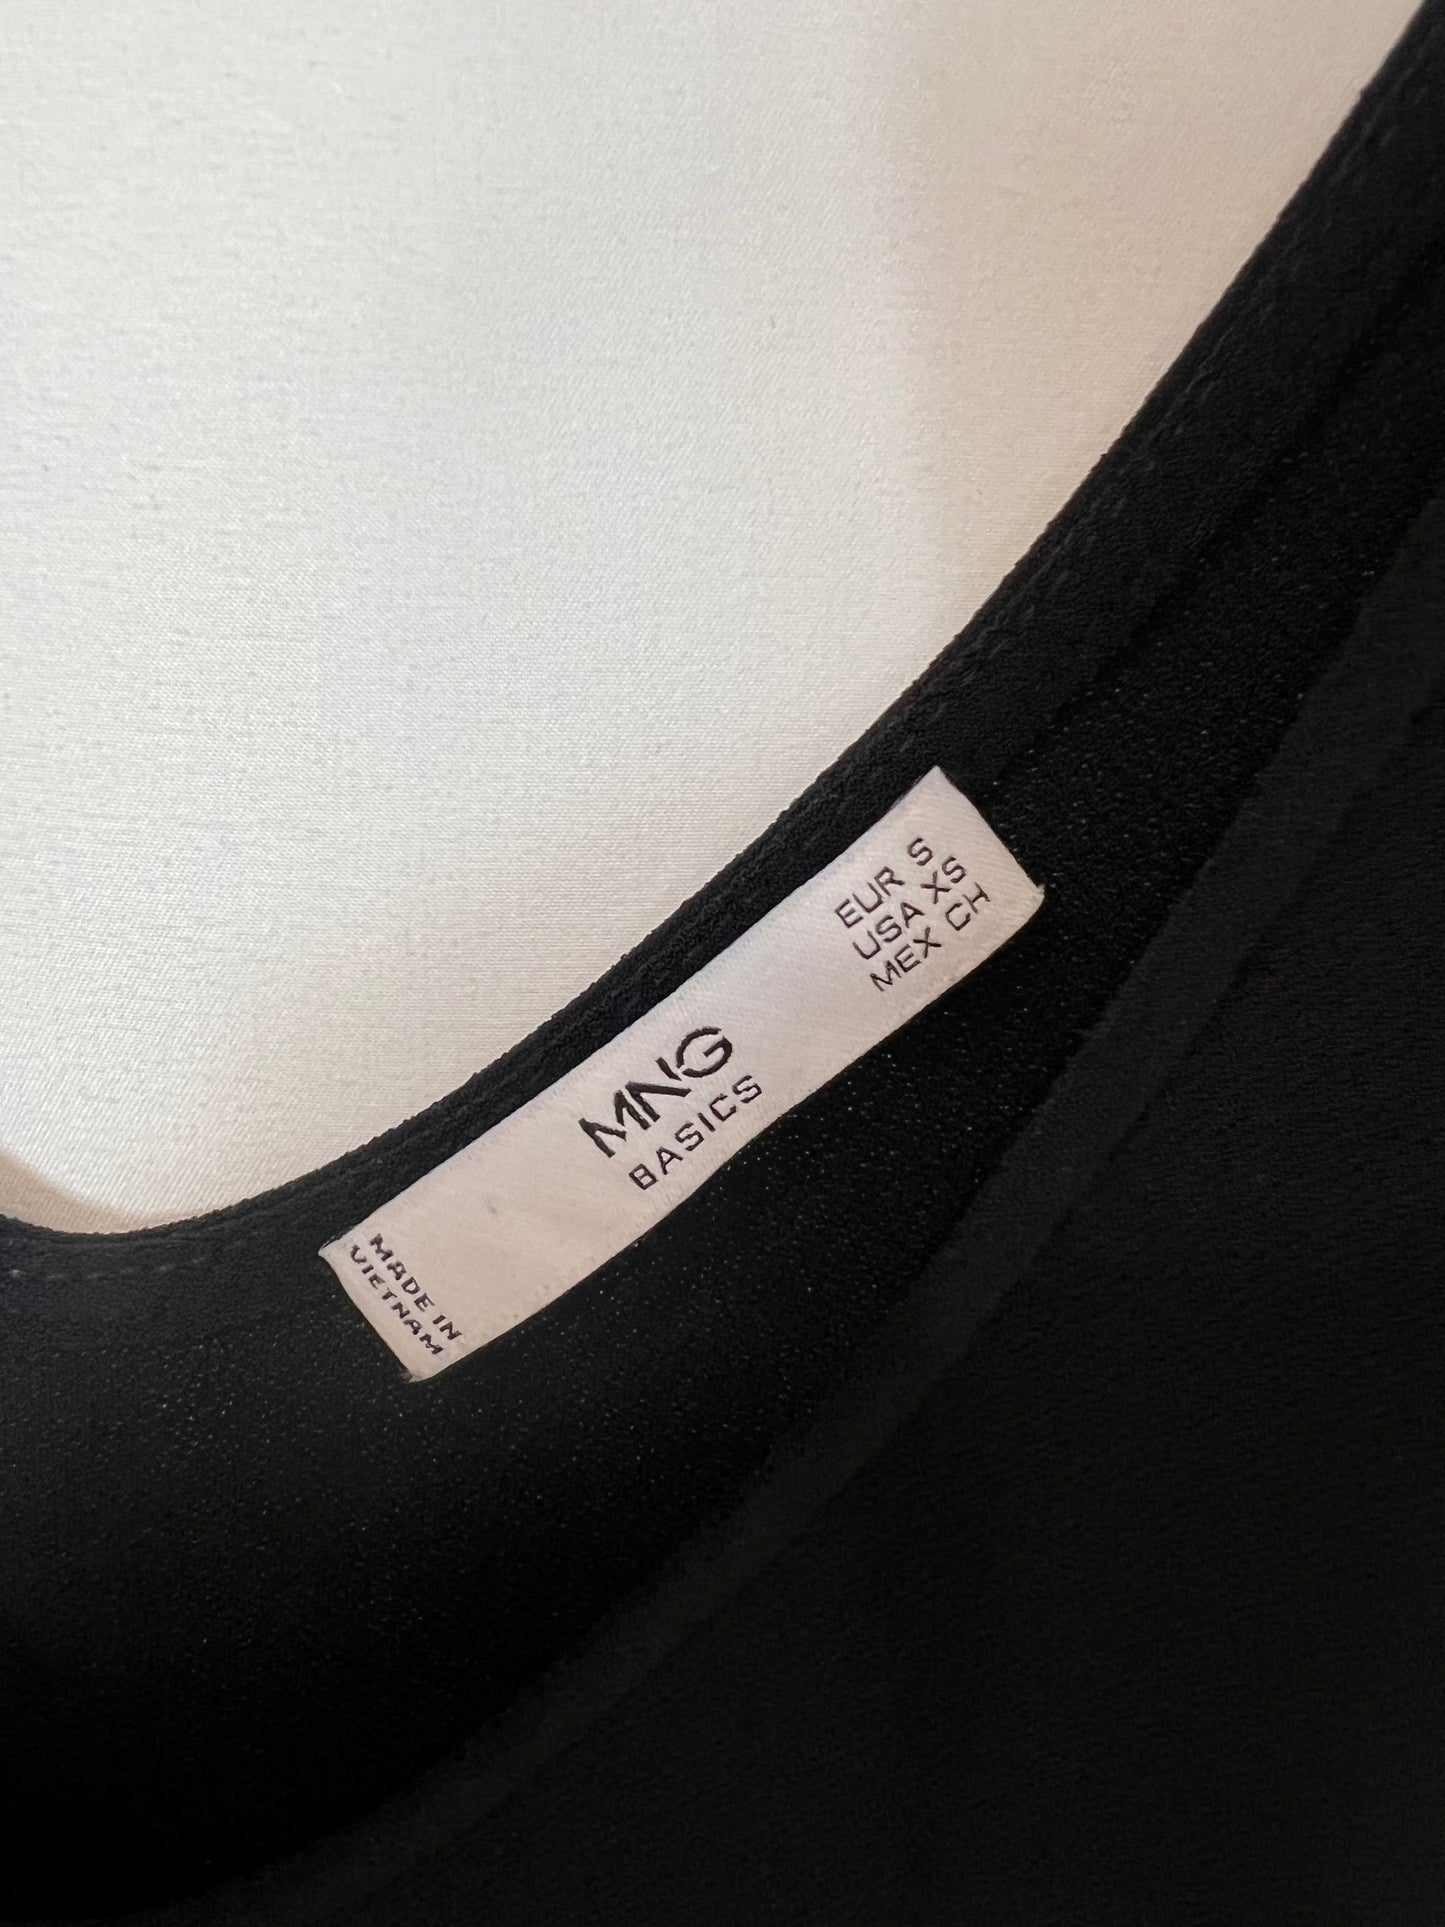 MADE IN
VIETNAM
MNG
BASICS
EUR S
USA XS
MEX CH